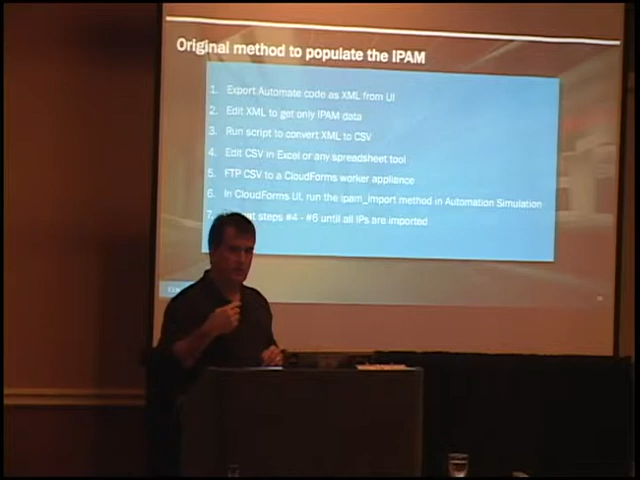 Original method to populate the IPAM
1. Export Automate code as XML from UI
2. Edit XML to get only IPAM data
3. Run script to convert XML to CSV
4. Edit CSV in Excel or any spreadsheet tool
5. FTP CSV to a CloudForms worker appliance
6. In CloudForms UI, run the ipam_import method in Automation Simulation
7. steps #4 - #6 until all IPs are imported